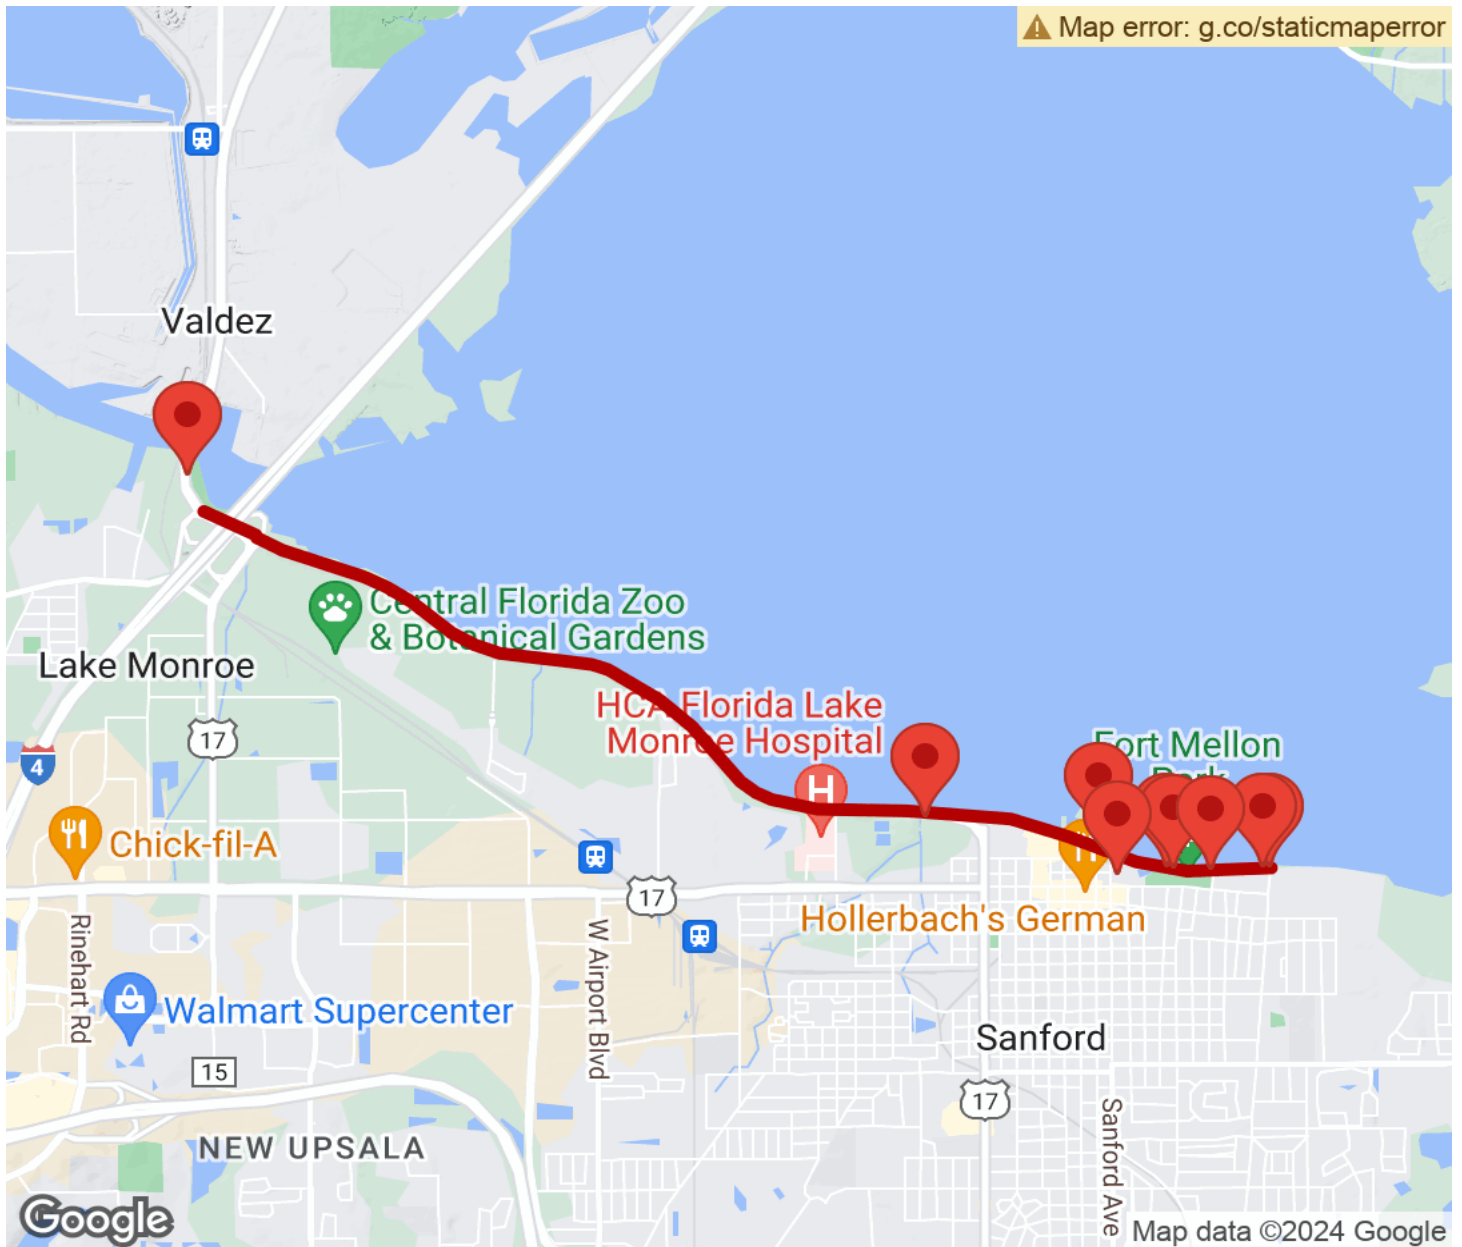 Map error: g.co/staticmaperror
Valdez
Central Florida Zoo
& Botanical Gardens
Lake Monroe
HCA Florida Lake
Monroe Hospital
17
4
Fort Mellon
Park
H
Chick-fil-A
17
Hollerbach's German
Rinehart Rd
W Airport Blvd
Walmart Supercenter
Sanford
15
17
NEW UPSALA
Sanford Ave
Google
Map data ©2024 Google